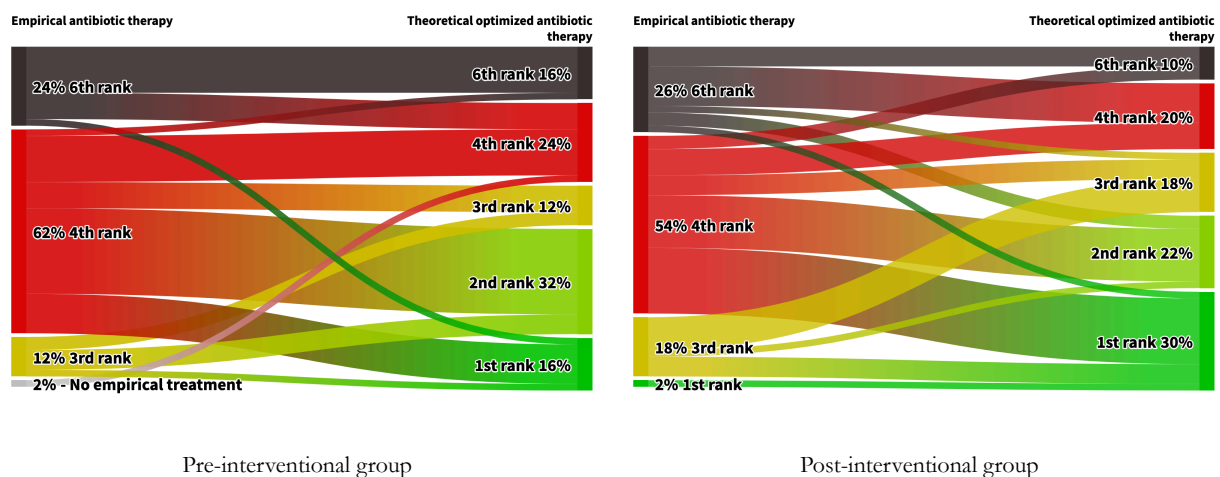 Empirical antibiotic therapy
Theoretical optimized antibiotic
therapy
24% 6th rank
62% 4th rank
12% 3rd rank
2% - No empirical treatment
6th rank 16%
4th rank 24%
3rd rank 12%
2nd rank 32%
1st rank 16%
Pre-interventional group
Empirical antibiotic therapy
Theoretical optimized antibiotic
therapy
26% 6th rank
54% 4th rank
18% 3rd rank
2% 1st rank
6th rank 10%
4th rank 20%
3rd rank 18%
2nd rank 22%
1st rank 30%
Post-interventional group